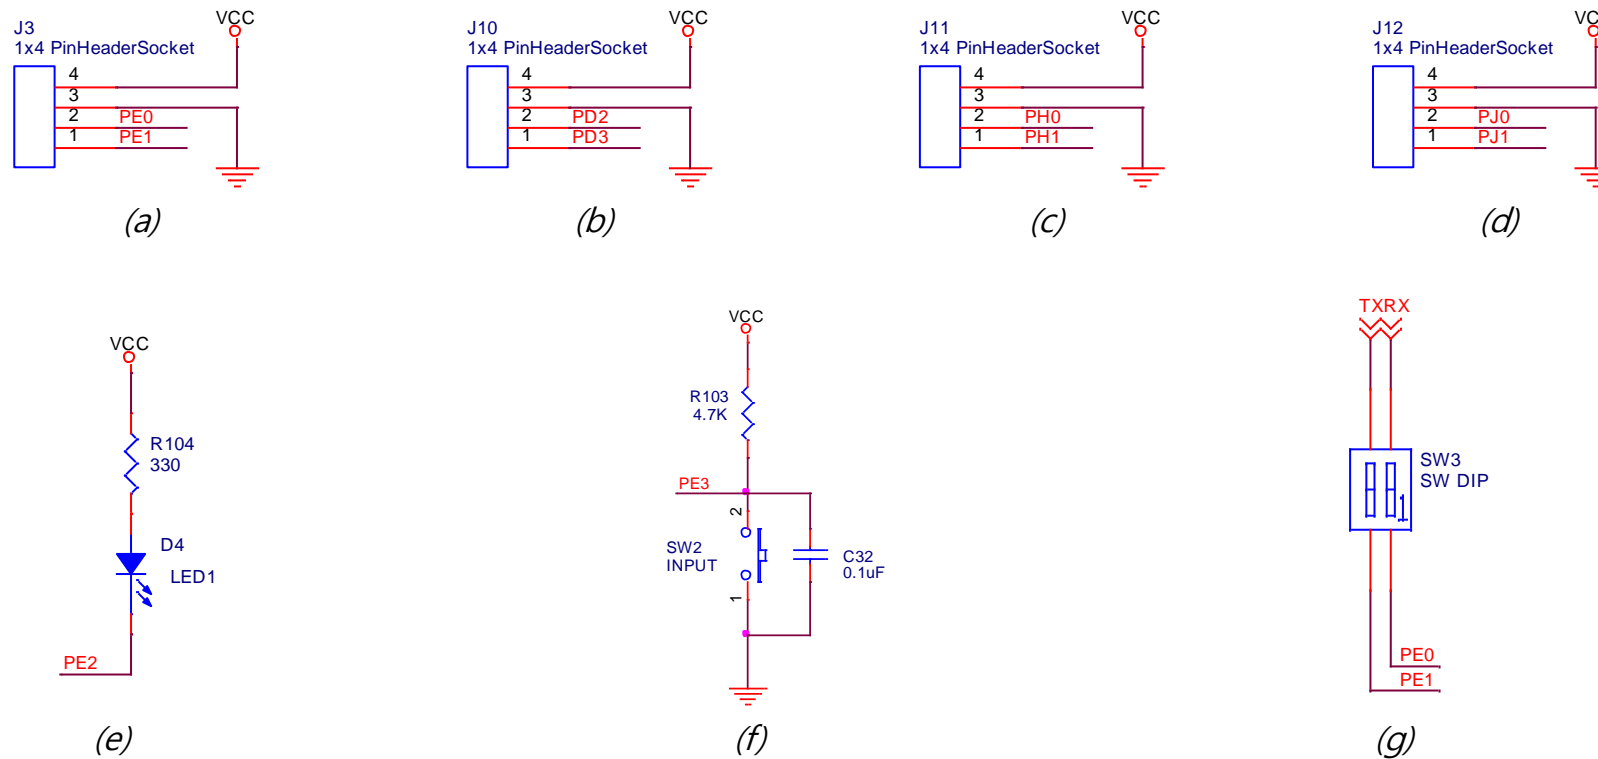 J3
1x4 PinHeaderSocket
VCC
4
3
2 PE0
1 PE1
(a)
J10
1x4 PinHeaderSocket
VCC
4
3
2 PD2
1 PD3
(b)
J11
1x4 PinHeaderSocket
VCC
4
3
2 PH0
1 PH1
(c)
J12
1x4 PinHeaderSocket
VC
4
3
2 PJ0
1 PJ1
(d)
VCC
R104
330
D4
LED1
PE2
(e)
VCC
R103
4.7K
PE3
2
SW2
INPUT
1
C32
0.1uF
(f)
TXRX
SW3
SW DIP
1
PE0
PE1
(g)